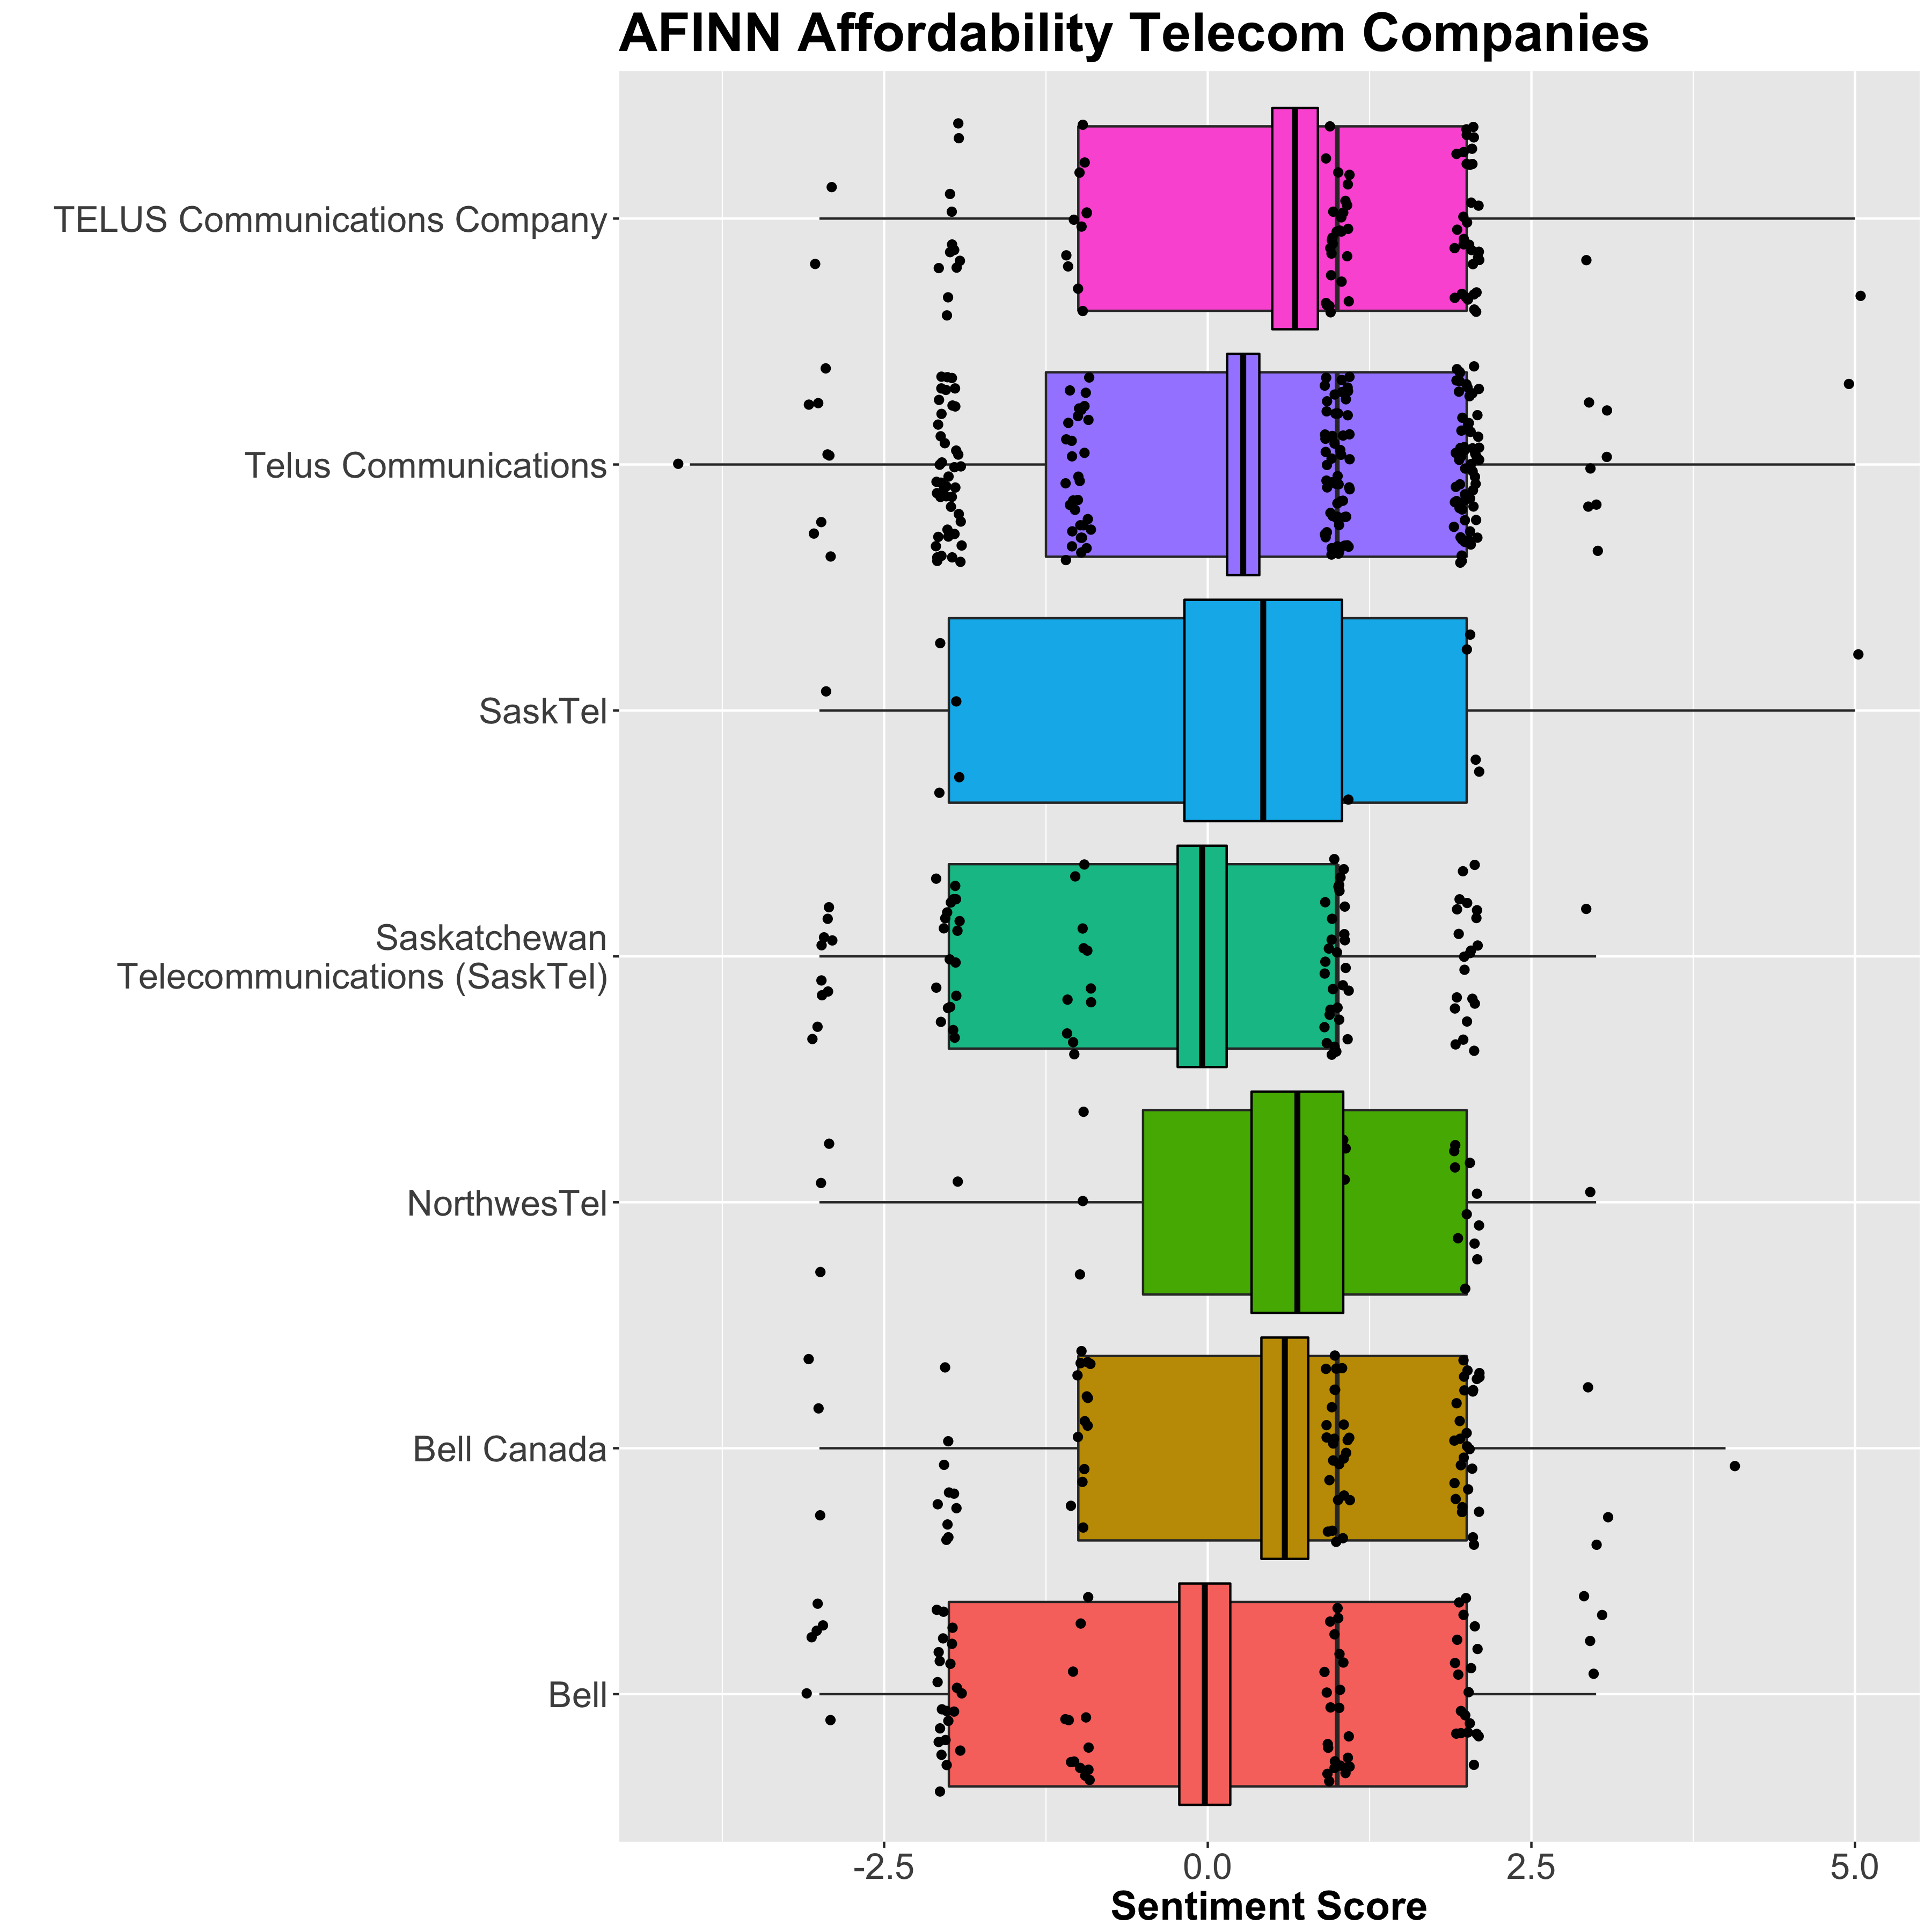 AFINN Affordability Telecom Companies
TELUS Communications Company
Telus Communications
SaskTel
Saskatchewan
Telecommunications (SaskTel)
NorthwesTel
Bell Canada
Bell
-2.5 0.0 2.5 5.0
Sentiment Score